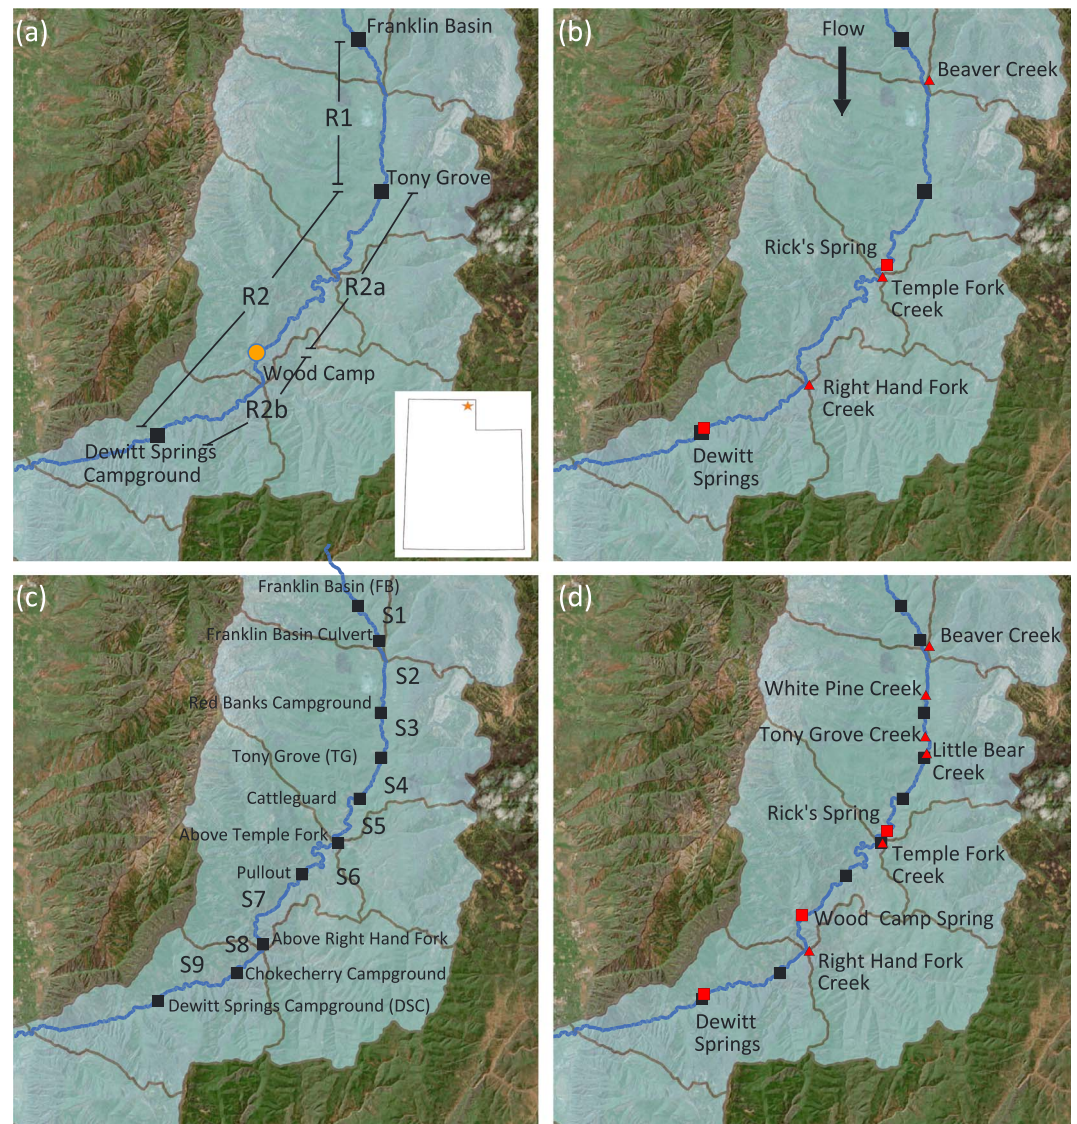 (a)
Franklin Basin
R1
Tony Grove
R2
R2a
Wood Camp
R2b
Dewitt Springs
Campground
(b)
Flow
Beaver Creek
Rick's Spring
Temple Fork
Creek
Right Hand Fork
Creek
Dewitt
Springs
(c)
Franklin Basin (FB)
S1
Franklin Basin Culvert
S2
Red Banks Campground
S3
Tony Grove (TG)
S4
Cattleguard
S5
Above Temple Fork
Pullout
S6
S7
S8
Above Right Hand Fork
S9
Chokecherry Campground
Dewitt Springs Campground (DSC)
(d)
Beaver Creek
White Pine Creek
Tony Grove Creek
Little Bear
Creek
Rick's Spring
Temple Fork
Creek
Wood Camp Spring
Right Hand Fork
Creek
Dewitt
Springs